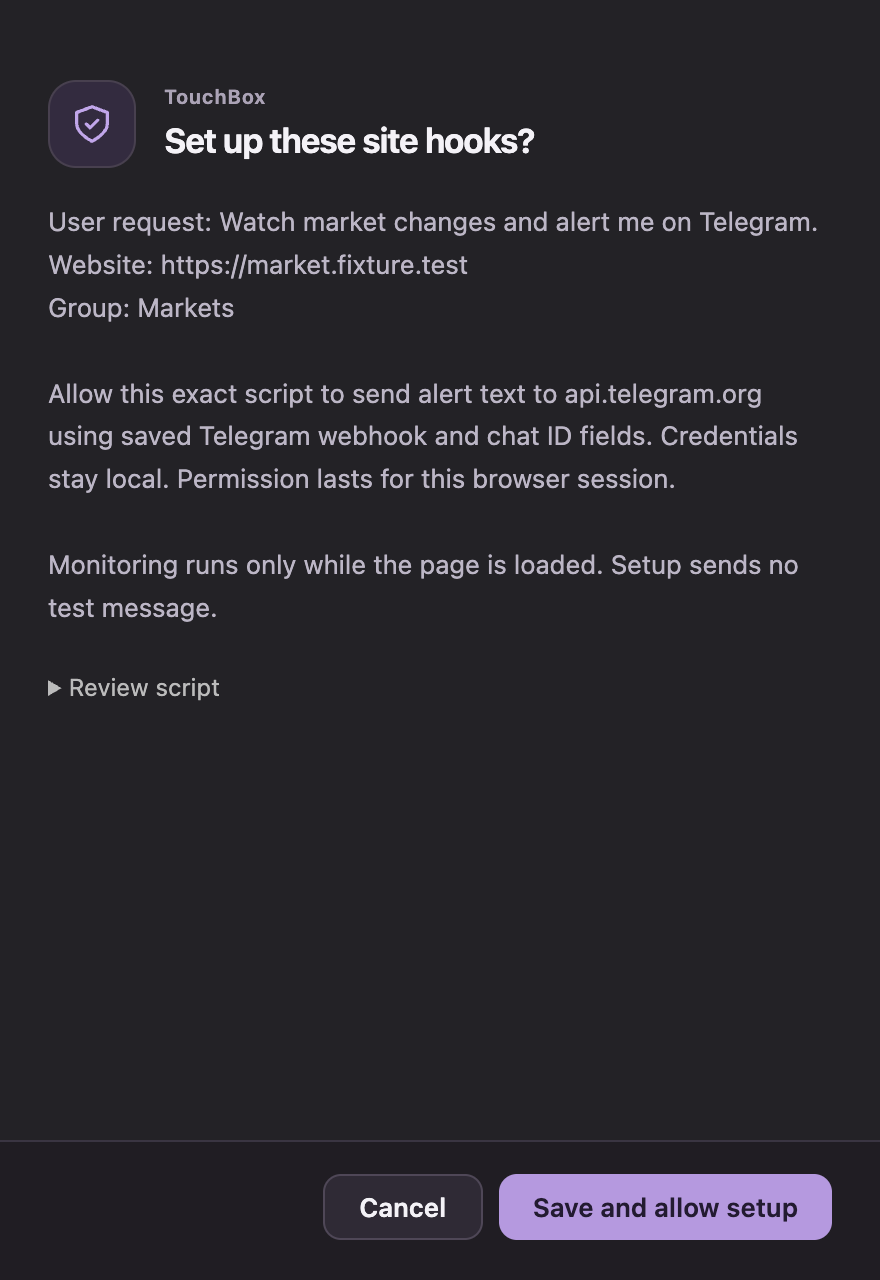 TouchBox
Set up these site hooks?
User request: Watch market changes and alert me on Telegram.
Website: https://market.fixture.test
Group: Markets
Allow this exact script to send alert text to api.telegram.org
using saved Telegram webhook and chat ID fields. Credentials
stay local. Permission lasts for this browser session.
Monitoring runs only while the page is loaded. Setup sends no
test message.
Review script
Cancel
Save and allow setup